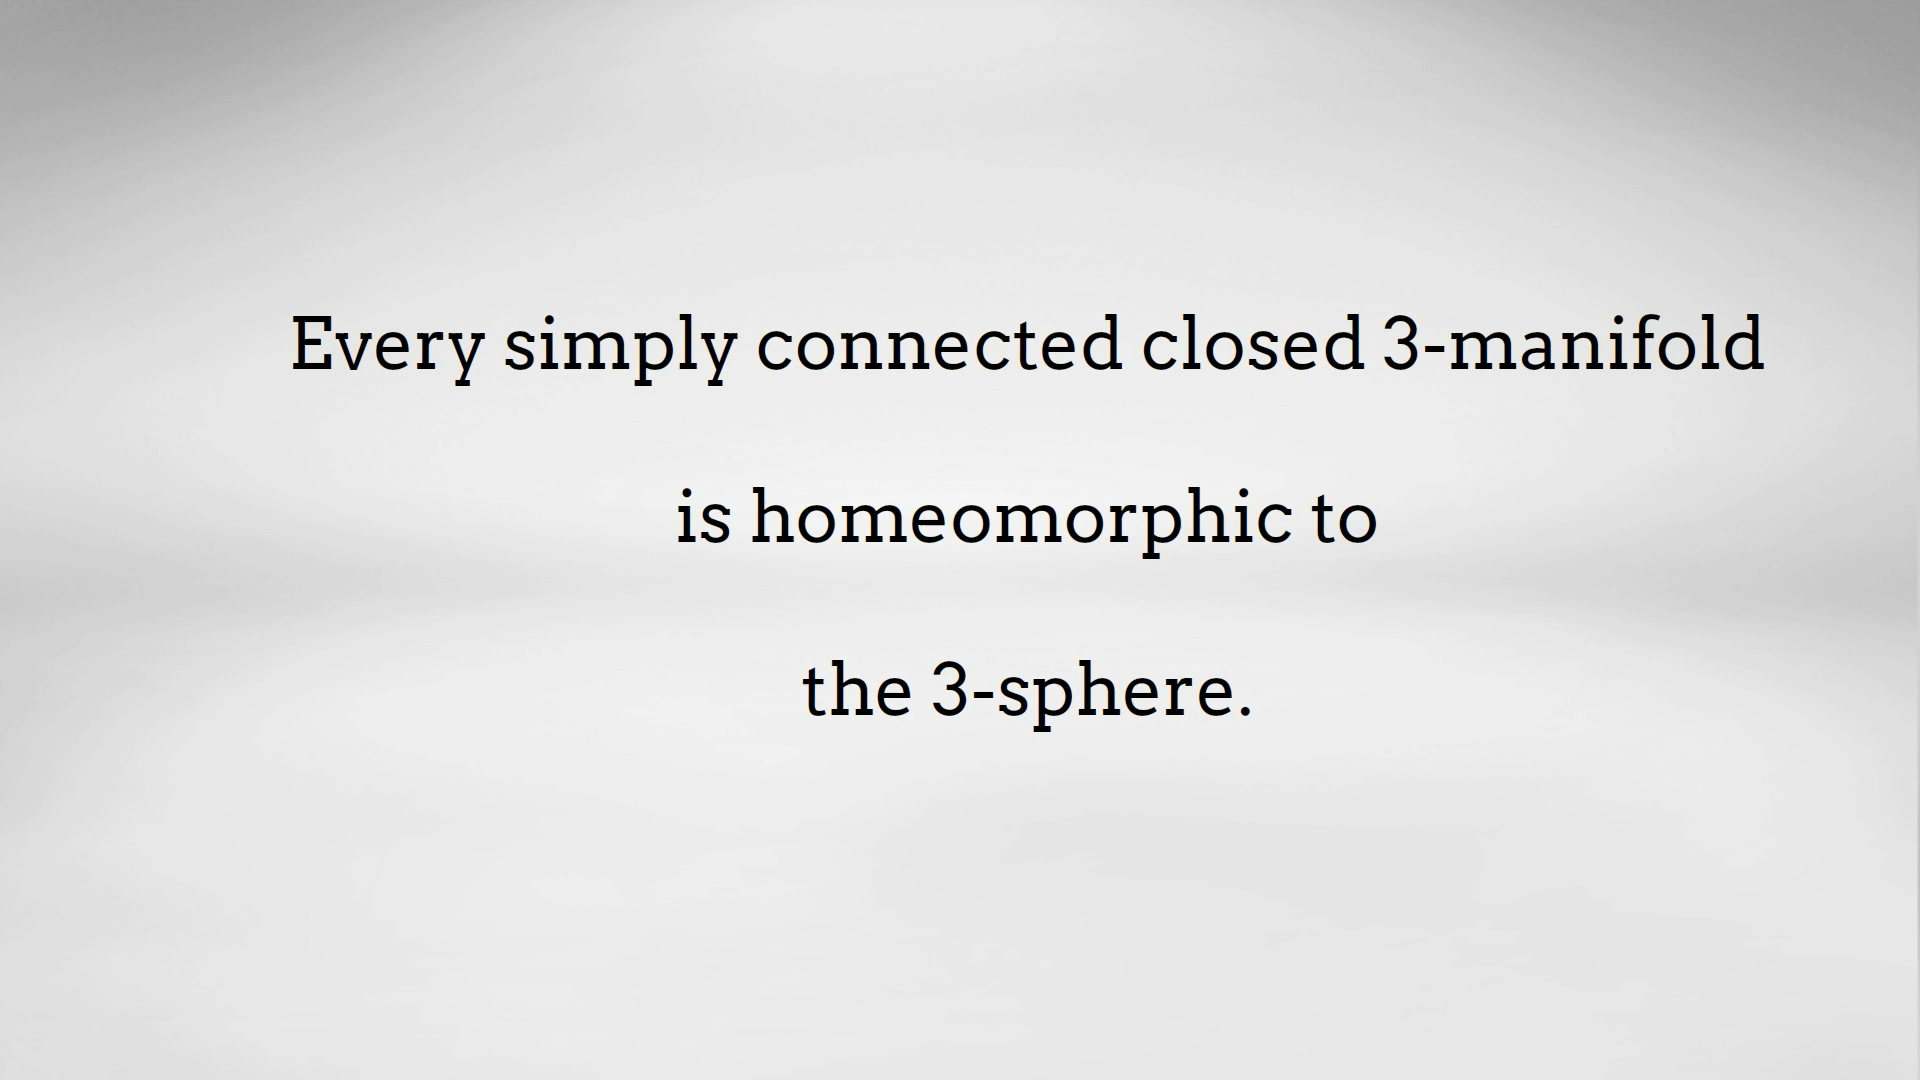 Every simply connected closed 3-manifold
is homeomorphic to
the 3-sphere.